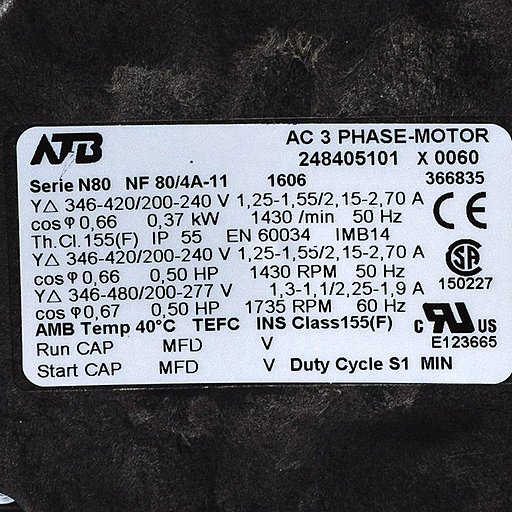 ATB
AC 3 PHASE-MOTOR
248405101 X 0060
Serie N80 NF 80/4A-11 1606 366835
Y△ 346-420/200-240 V 1,25-1,55/2,15-2,70 A
cos φ 0,66 0,37 kW 1430 /min 50 Hz
Th.Cl.155(F) IP 55 EN 60034 IMB14
Y△ 346-420/200-240 V 1,25-1,55/2,15-2,70 A
cos φ 0,66 0,50 HP 1430 RPM 50 Hz
Y△ 346-480/200-277 V 1,3-1,1/2,25-1,9 A
cos φ 0,67 0,50 HP 1735 RPM 60 Hz
AMB Temp 40°C TEFC INS Class155(F)
Run CAP MFD V
Start CAP MFD V Duty Cycle S1 MIN
CE
SA
150227
C RU US
E123665